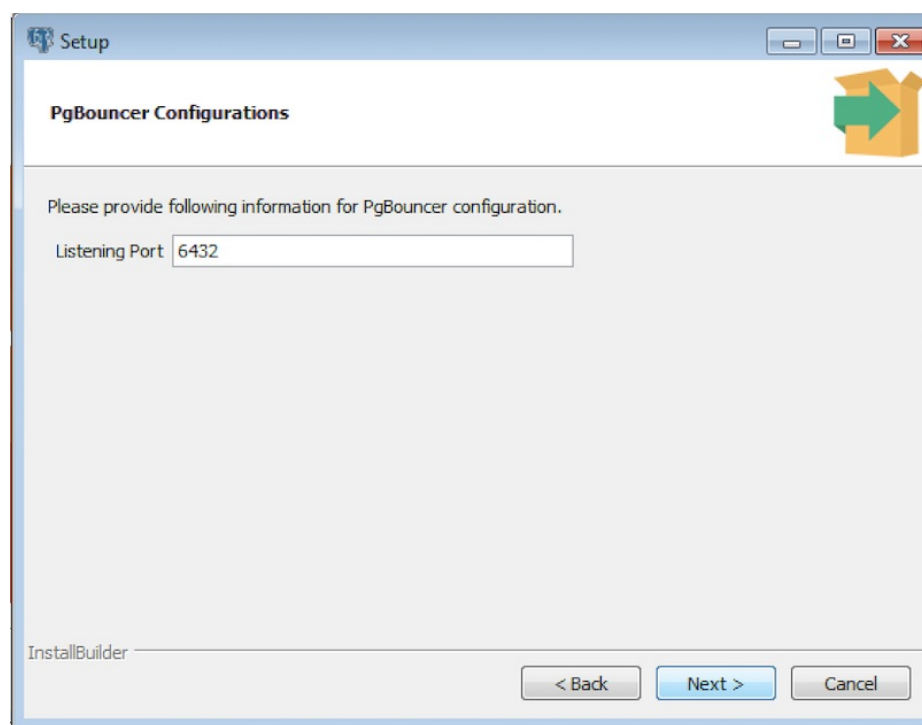 Setup
PgBouncer Configurations
Please provide following information for PgBouncer configuration.
Listening Port 6432
InstallBuilder
< Back Next > Cancel